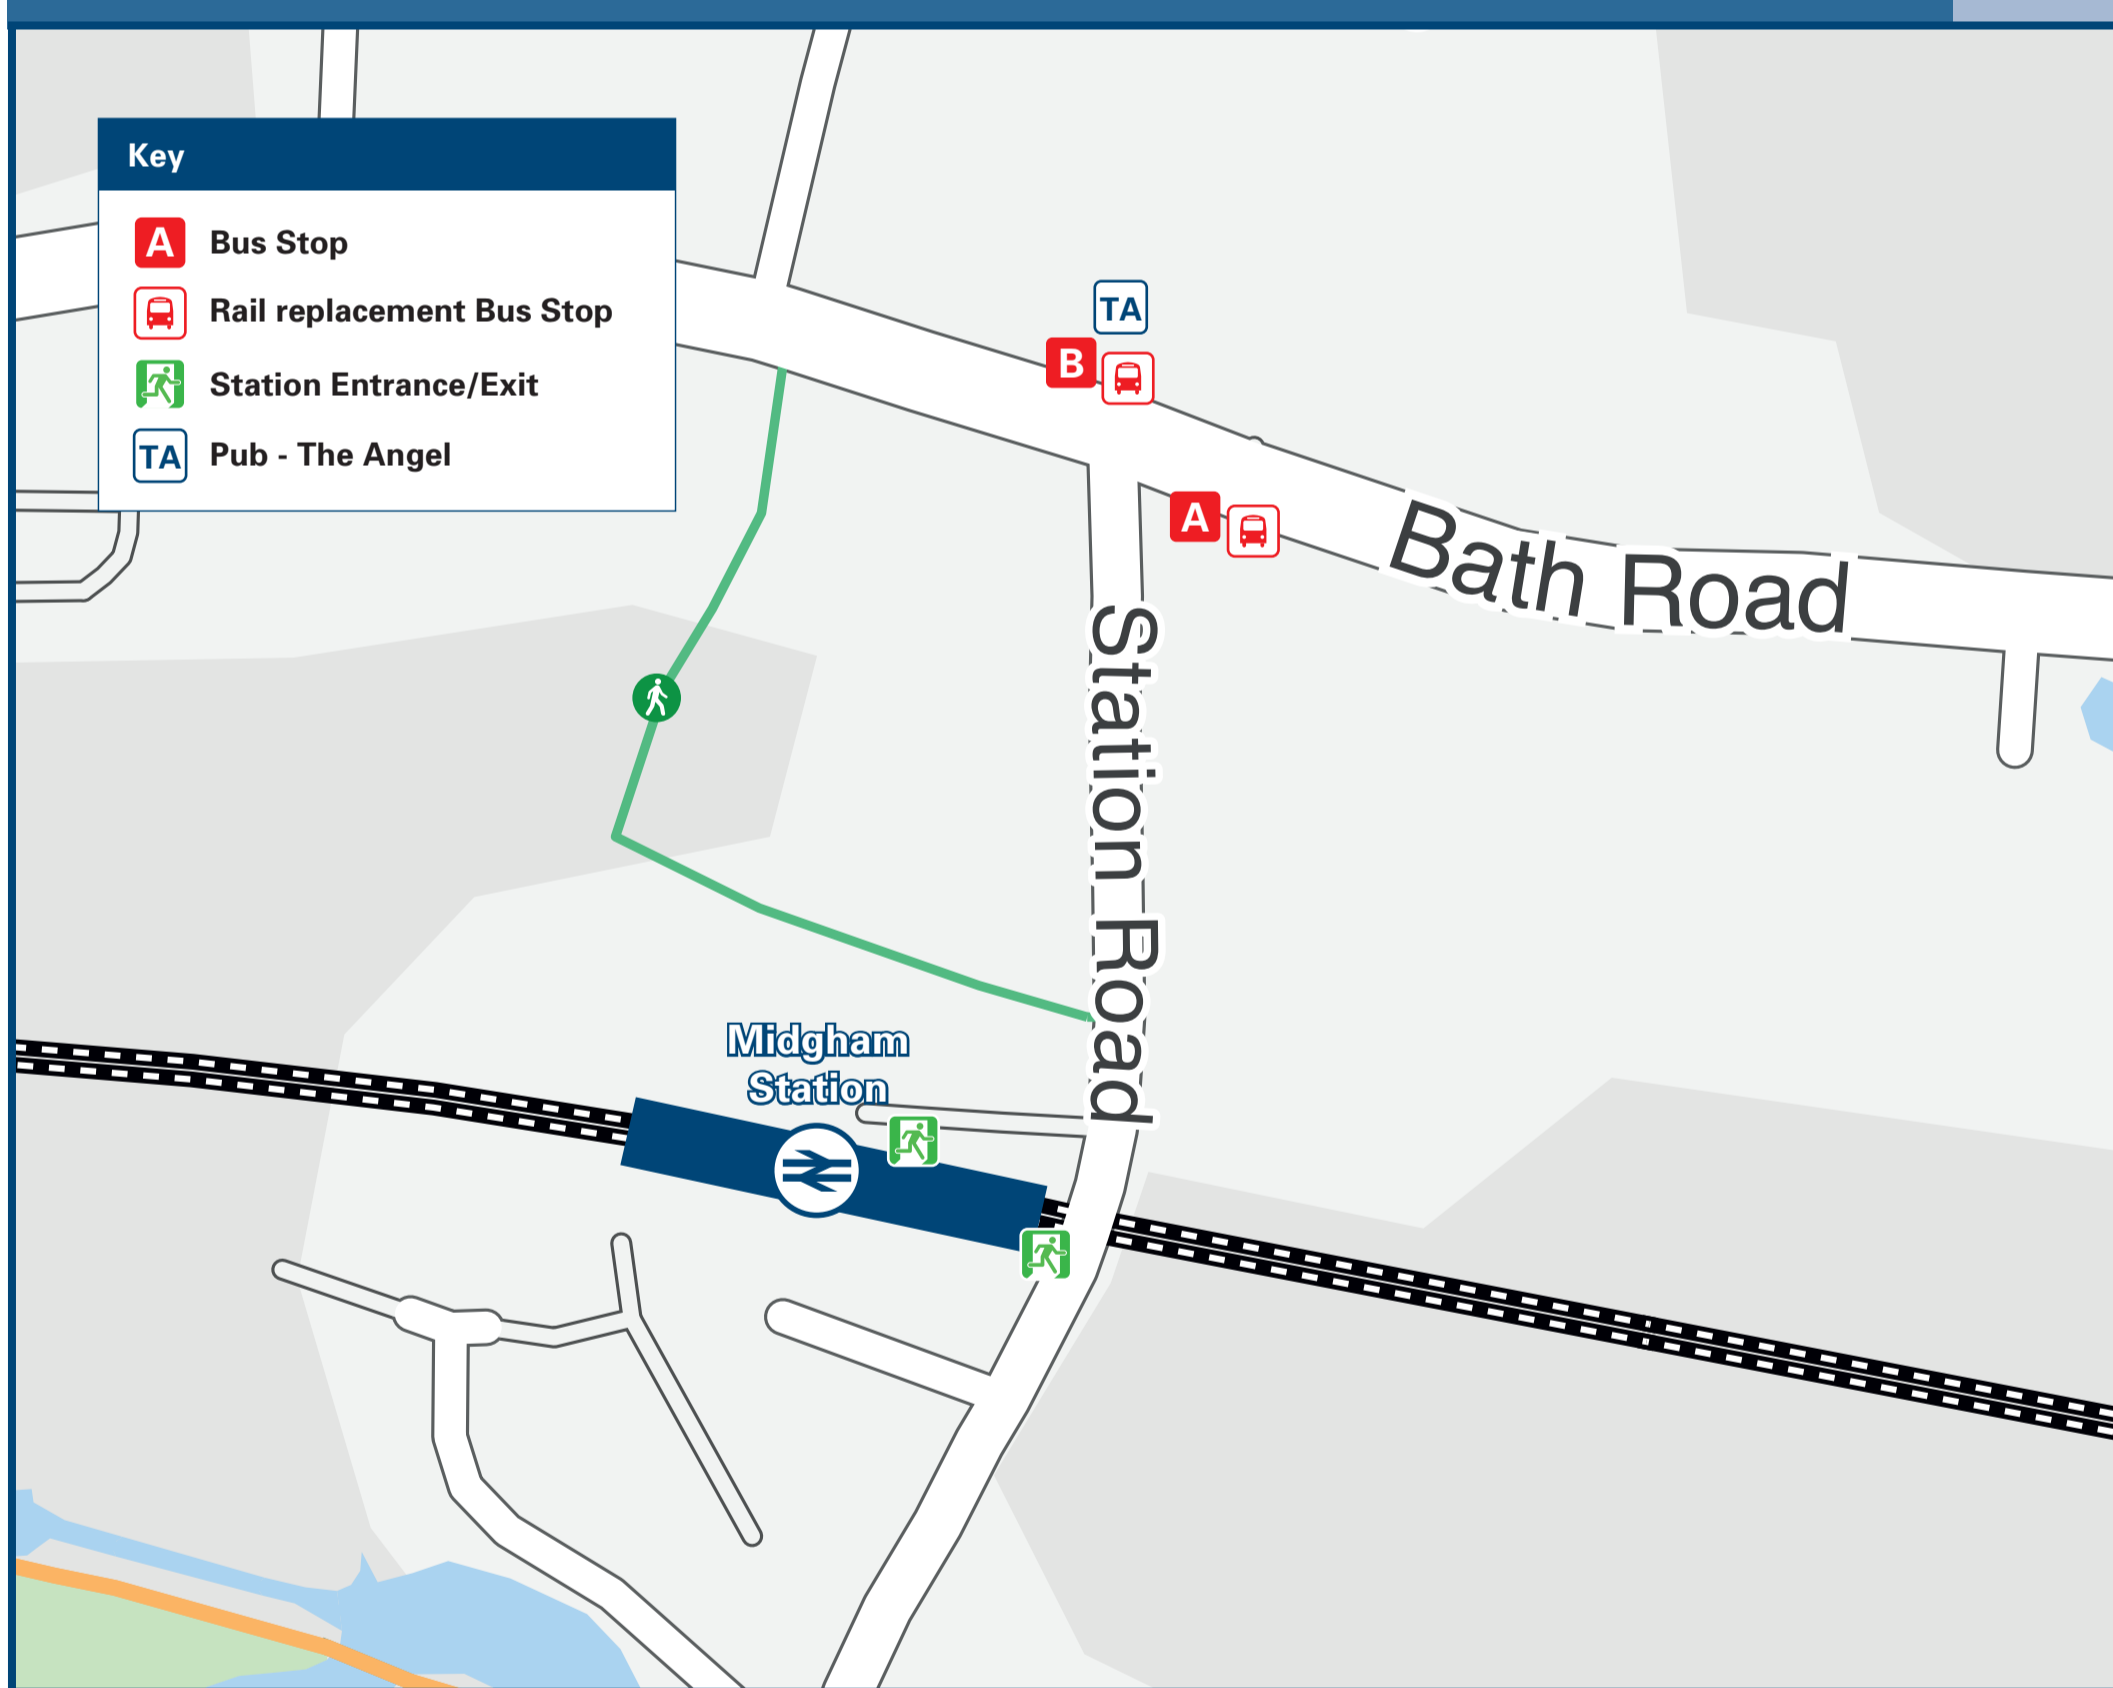 Key
A Bus Stop
Rail replacement Bus Stop
Station Entrance/Exit
TA Pub - The Angel
TA
B
A
Bath Road
Station Road
Midgham
Station